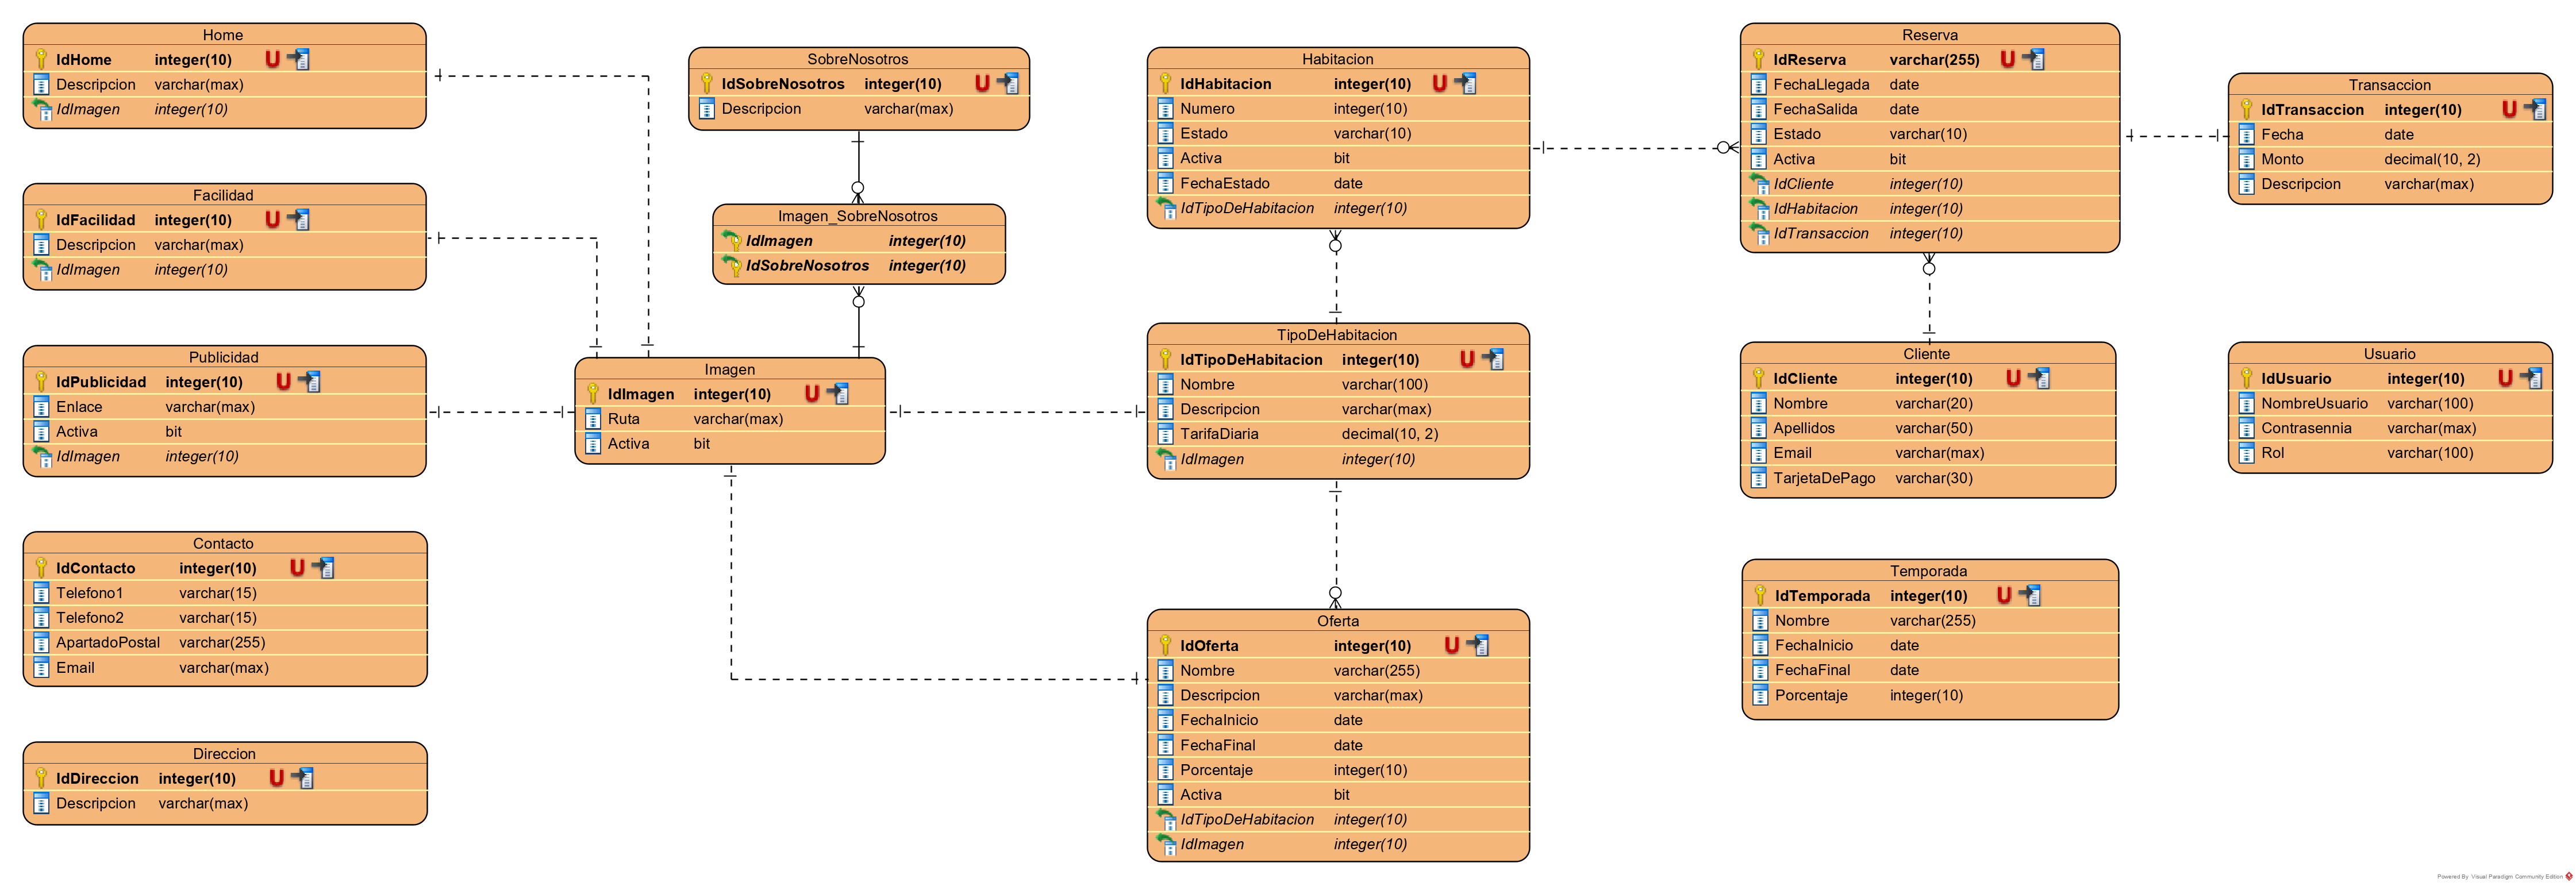 Home
IdHome integer(10) U
Descripcion varchar(max)
IdImagen integer(10)
Facilidad
IdFacilidad integer(10) U
Descripcion varchar(max)
IdImagen integer(10)
Publicidad
IdPublicidad integer(10) U
Enlace varchar(max)
Activa bit
IdImagen integer(10)
Contacto
IdContacto integer(10) U
Telefono1 varchar(15)
Telefono2 varchar(15)
ApartadoPostal varchar(255)
Email varchar(max)
Direccion
IdDireccion integer(10) U
Descripcion varchar(max)
SobreNosotros
IdSobreNosotros integer(10) U
Descripcion varchar(max)
Imagen_SobreNosotros
IdImagen integer(10)
IdSobreNosotros integer(10)
Imagen
IdImagen integer(10) U
Ruta varchar(max)
Activa bit
Habitacion
IdHabitacion integer(10) U
Numero integer(10)
Estado varchar(10)
Activa bit
FechaEstado date
IdTipoDeHabitacion integer(10)
TipoDeHabitacion
IdTipoDeHabitacion integer(10) U
Nombre varchar(100)
Descripcion varchar(max)
TarifaDiaria decimal(10, 2)
IdImagen integer(10)
Oferta
IdOferta integer(10) U
Nombre varchar(255)
Descripcion varchar(max)
FechaInicio date
FechaFinal date
Porcentaje integer(10)
Activa bit
IdTipoDeHabitacion integer(10)
IdImagen integer(10)
Reserva
IdReserva varchar(255) U
FechaLlegada date
FechaSalida date
Estado varchar(10)
Activa bit
IdCliente integer(10)
IdHabitacion integer(10)
IdTransaccion integer(10)
Cliente
IdCliente integer(10) U
Nombre varchar(20)
Apellidos varchar(50)
Email varchar(max)
TarjetaDePago varchar(30)
Temporada
IdTemporada integer(10) U
Nombre varchar(255)
FechaInicio date
FechaFinal date
Porcentaje integer(10)
Transaccion
IdTransaccion integer(10) U
Fecha date
Monto decimal(10, 2)
Descripcion varchar(max)
Usuario
IdUsuario integer(10) U
NombreUsuario varchar(100)
Contrasennia varchar(max)
Rol varchar(100)
Powered By Visual Paradigm Community Edition